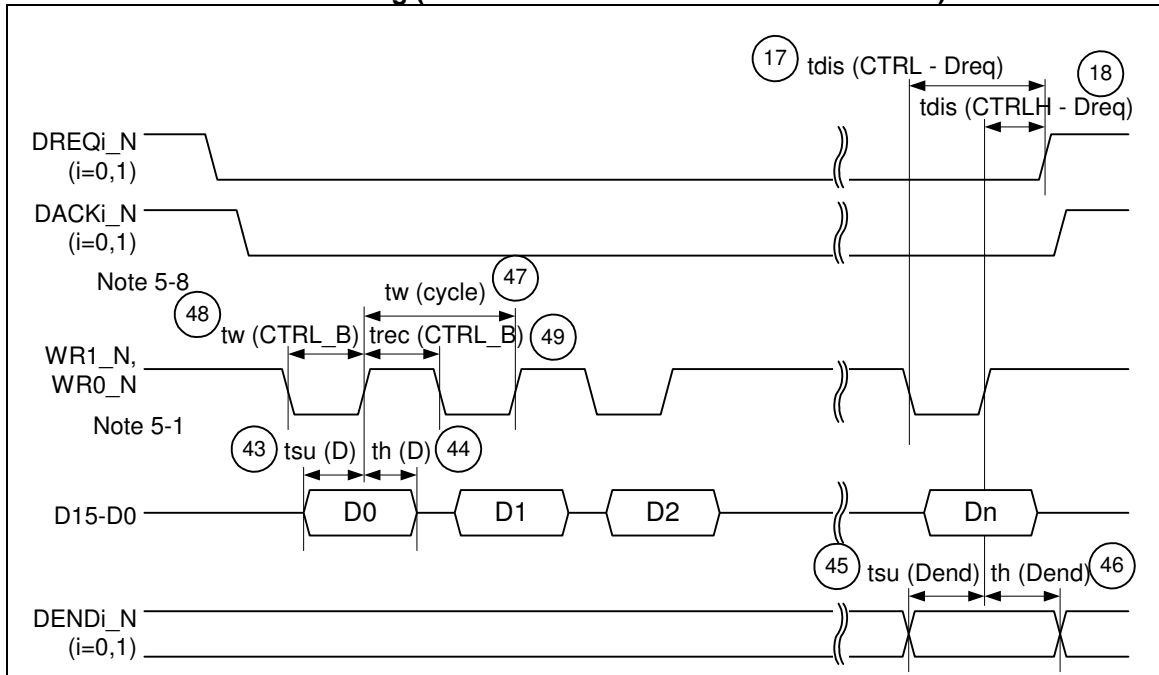 17 tdis (CTRL - Dreq) 18
tdis (CTRLH - Dreq)
DREQi_N
(i=0,1)
DACKi_N
(i=0,1)
Note 5-8
47
tw (cycle)
48
tw (CTRL_B) trec (CTRL_B) 49
WR1_N,
WR0_N
Note 5-1
43 tsu (D) th (D) 44
D15-D0 D0 D1 D2 Dn
45 tsu (Dend) th (Dend) 46
DENDi_N
(i=0,1)